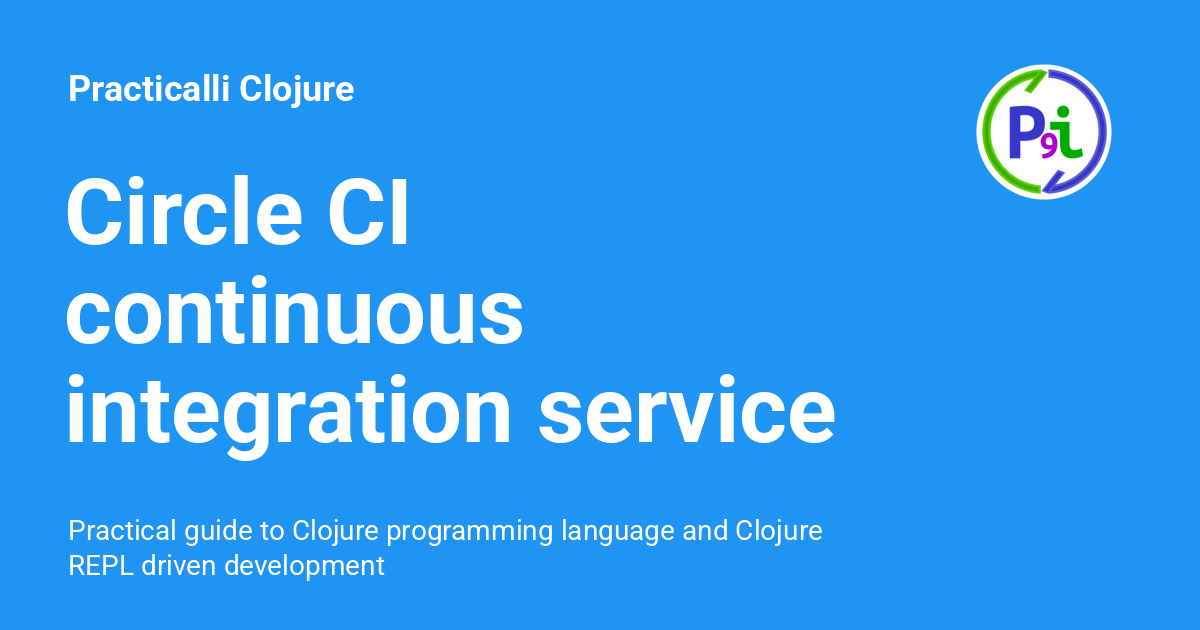 Practicalli Clojure
P9i
Circle CI
continuous
integration service
Practical guide to Clojure programming language and Clojure
REPL driven development